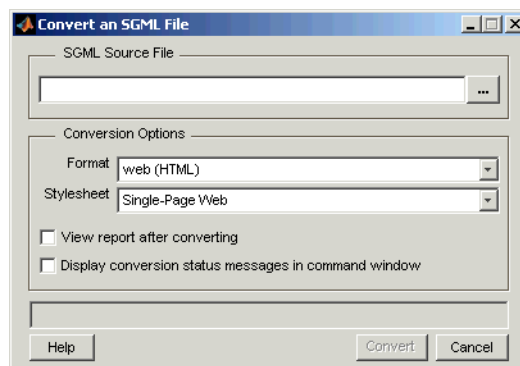 Convert an SGML File
SGML Source File
...
Conversion Options
Format web (HTML)
Stylesheet Single-Page Web
View report after converting
Display conversion status messages in command window
Help Convert Cancel